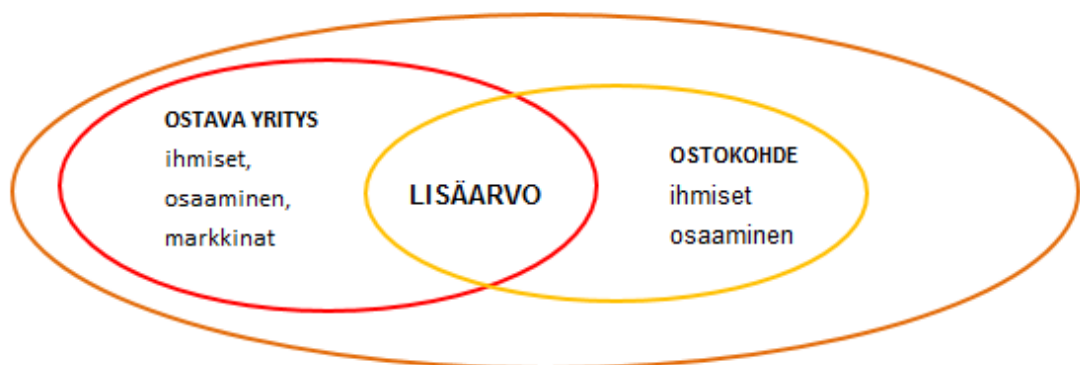 OSTAVA YRITYS
ihmiset,
osaaminen,
markkinat
LISÄARVO
OSTOKOHDE
ihmiset
osaaminen